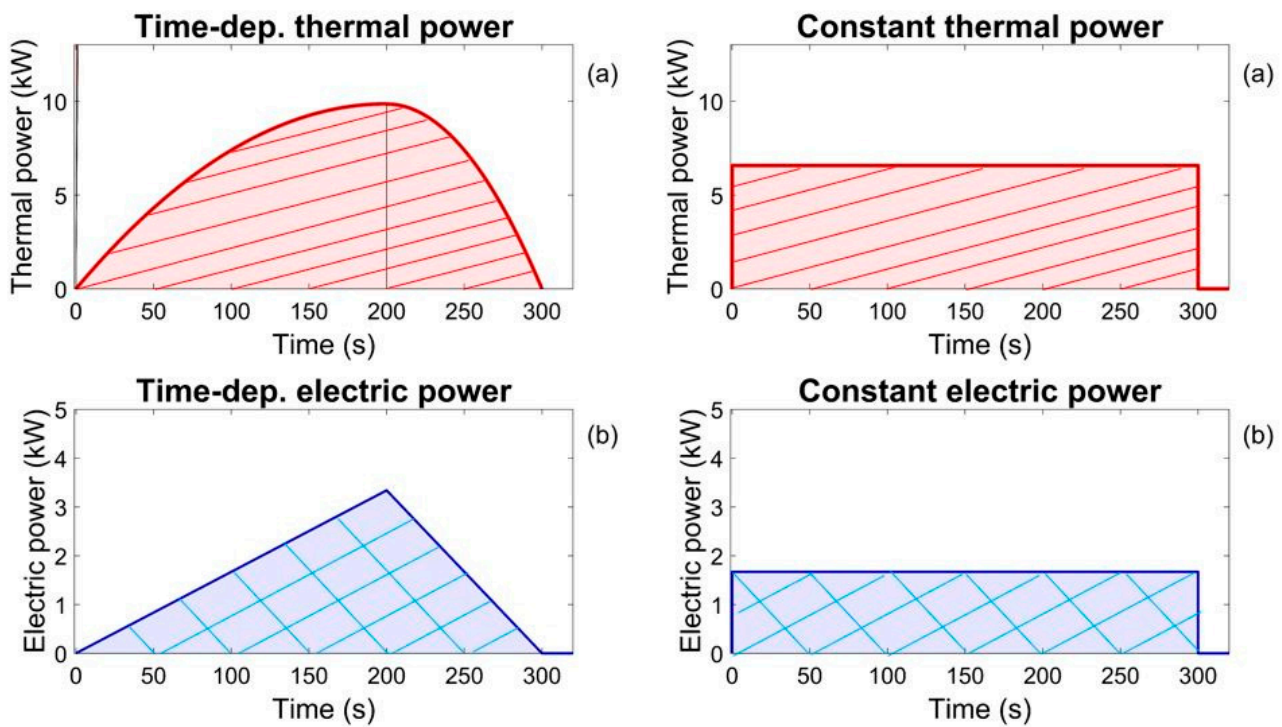 Time-dep. thermal power
Constant thermal power
Thermal power (kW)
10
5
0
(a)
0 50 100 150 200 250 300
Time (s)
Thermal power (kW)
10
5
0
(a)
0 50 100 150 200 250 300
Time (s)
Time-dep. electric power
Constant electric power
Electric power (kW)
5
4
3
2
1
0
(b)
0 50 100 150 200 250 300
Time (s)
Electric power (kW)
5
4
3
2
1
0
(b)
0 50 100 150 200 250 300
Time (s)